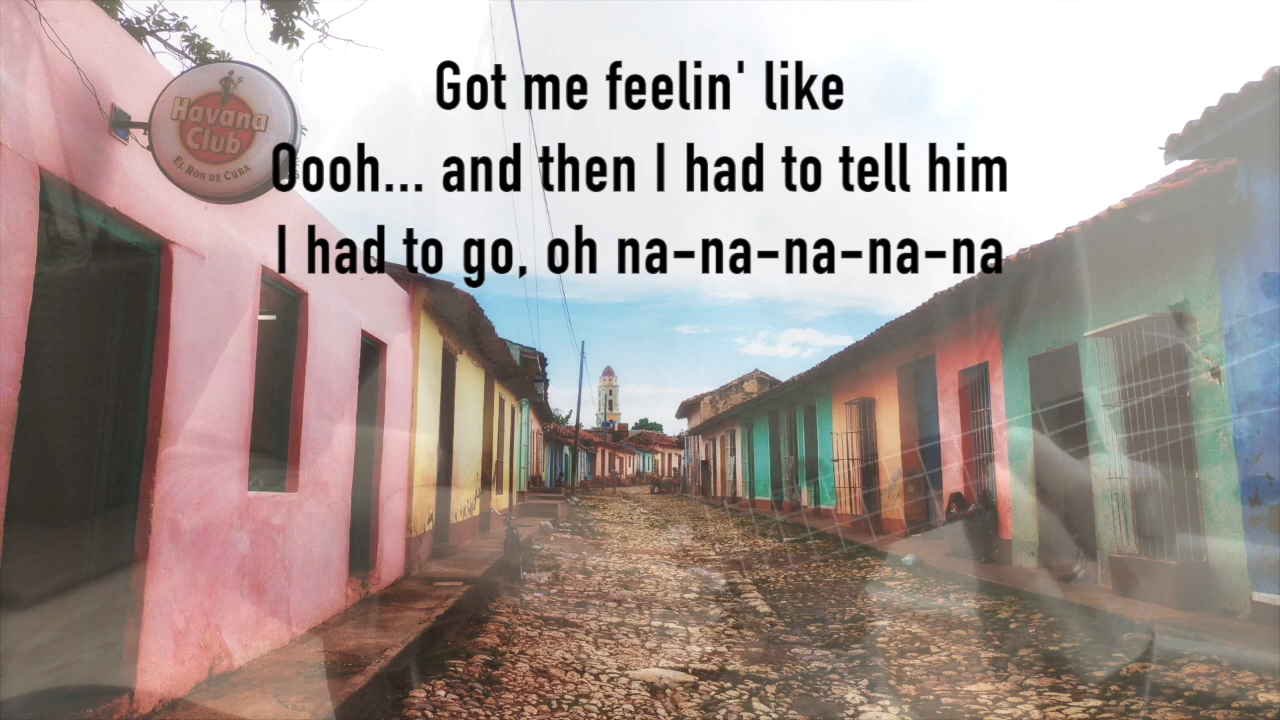 Got me feelin' like
Oooh... and then I had to tell him
I had to go, oh na-na-na-na-na
Havana
Club
EL RON DE CUBA